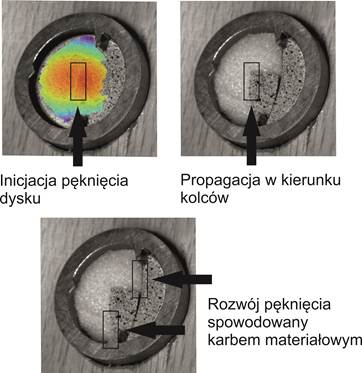 Inicjacja pęknięcia
dysku
Propagacja w kierunku
kolców
Rozwój pęknięcia
spowodowany
karbem materiałowym